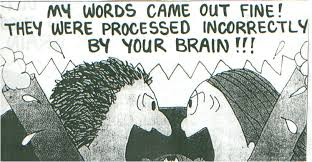 MY WORDS CAME OUT FINE!
THEY WERE PROCESSED INCORRECTLY
BY YOUR BRAIN!!!